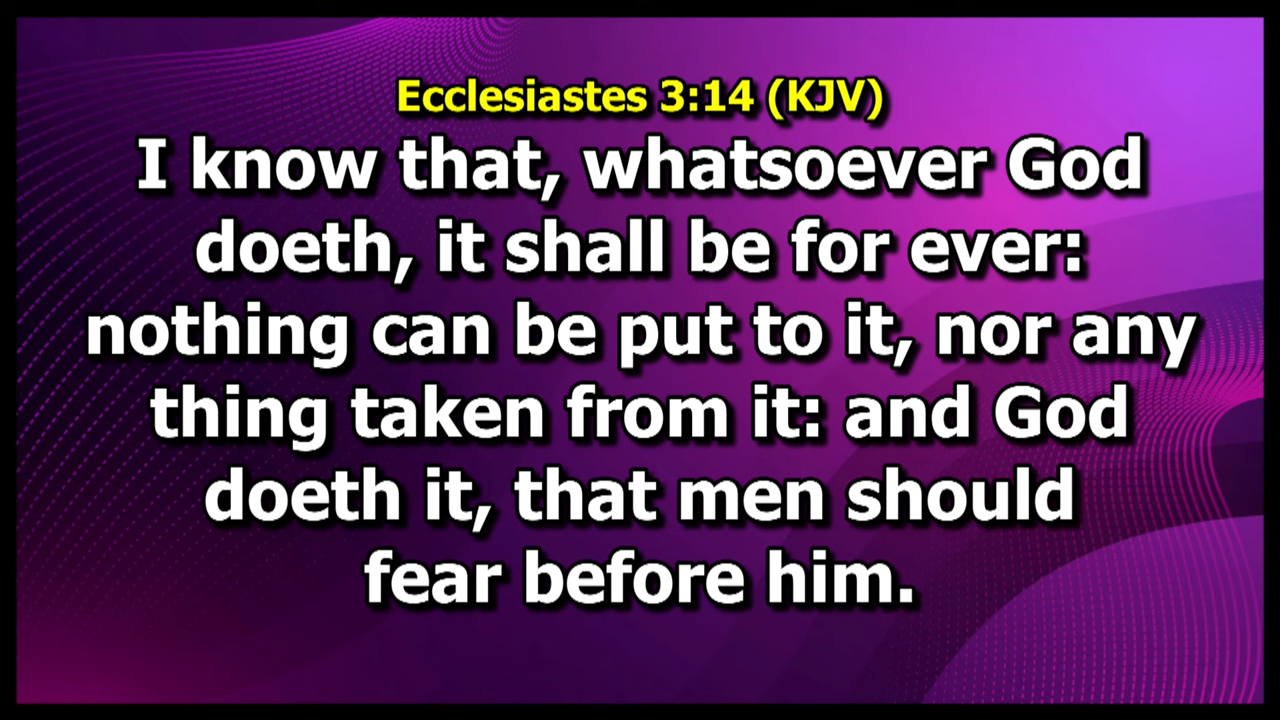 Ecclesiastes 3:14 (KJV)
I know that, whatsoever God
doeth, it shall be for ever:
nothing can be put to it, nor any
thing taken from it: and God
doeth it, that men should
fear before him.